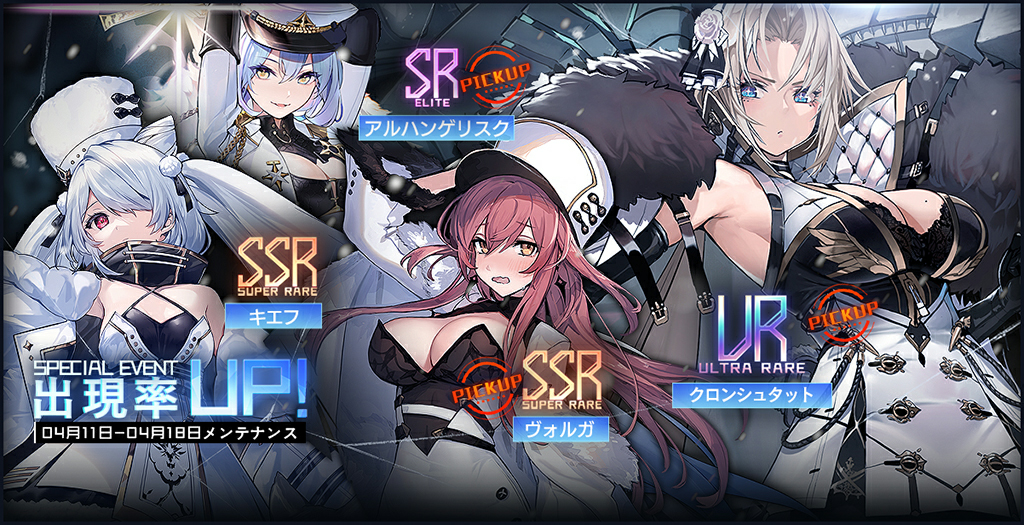 SR
ELITE
PICKUP
アルハンゲリスク
SSR
SUPER RARE
キエフ
UR
ULTRA RARE
PICKUP
クロンシュタット
SSR
SUPER RARE
PICKUP
ヴォルガ
SPECIAL EVENT
出現率UP!
04月11日-04月18日メンテナンス